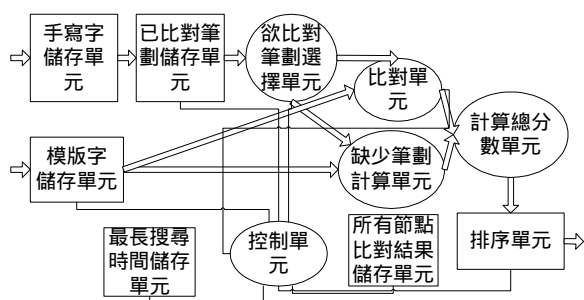 手寫字
儲存單
元
已比對筆
劃儲存單
元
欲比對
筆劃選
擇單元
比對單
元
計算總分
數單元
模版字
儲存單元
缺少筆劃
計算單元
最長搜尋
時間儲存
單元
控制單
元
所有節點
比對結果
儲存單元
排序單元